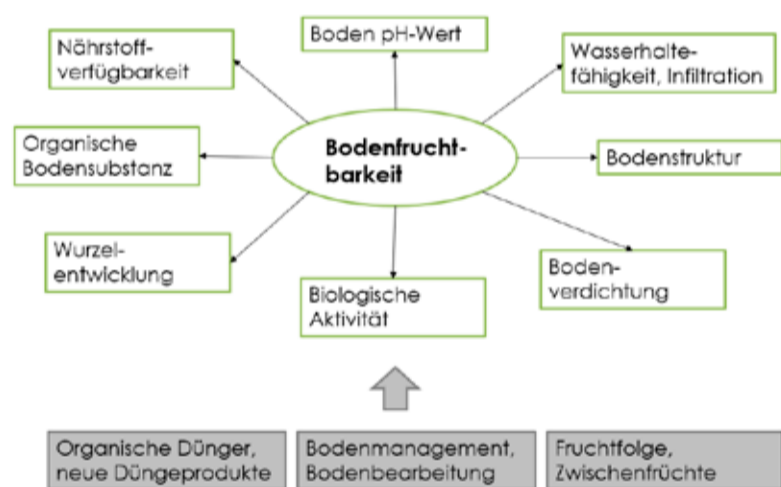 Nährstoff-
verfügbarkeit
Boden pH-Wert
Wasserhalte-
fähigkeit, Infiltration
Organische
Bodensubstanz
Bodenfrucht-
barkeit
Bodenstruktur
Wurzel-
entwicklung
Biologische
Aktivität
Boden-
verdichtung
Organische Dünger,
neue Düngeprodukte
Bodenmanagement,
Bodenbearbeitung
Fruchtfolge,
Zwischenfrüchte